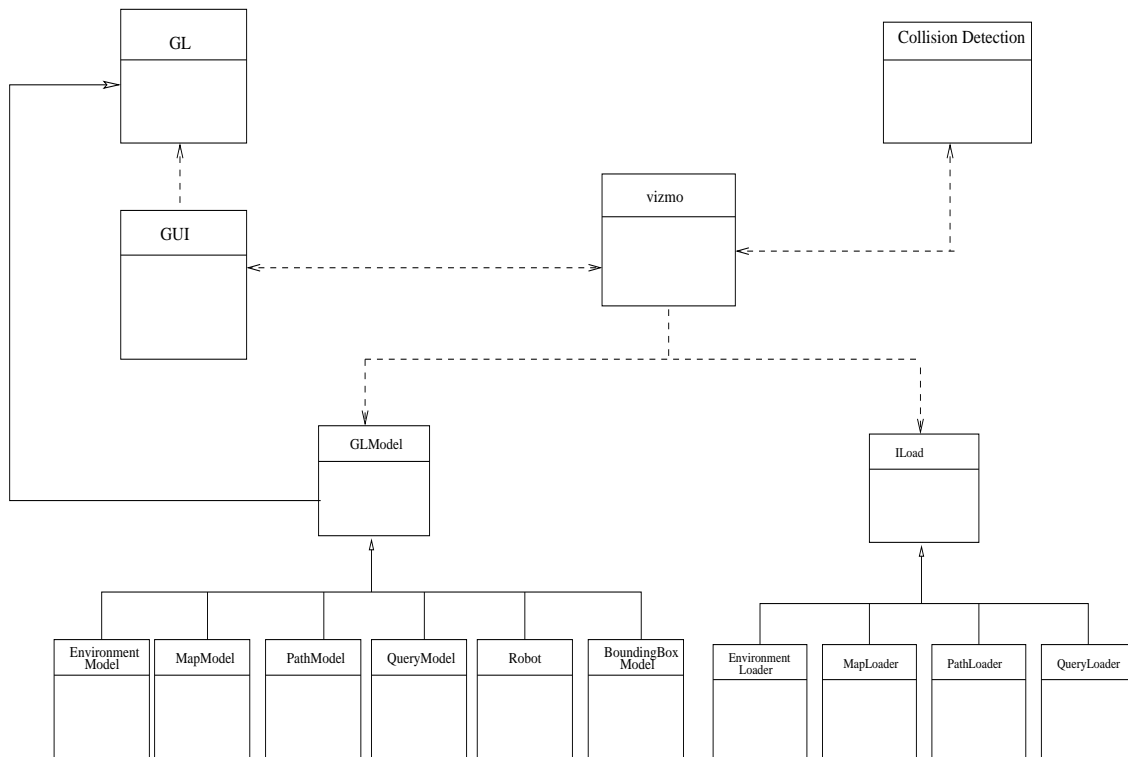 GL
Collision Detection
vizmo
GUI
GLModel
ILoad
Environment
Model
MapModel
PathModel
QueryModel
Robot
BoundingBox
Model
Environment
Loader
MapLoader
PathLoader
QueryLoader